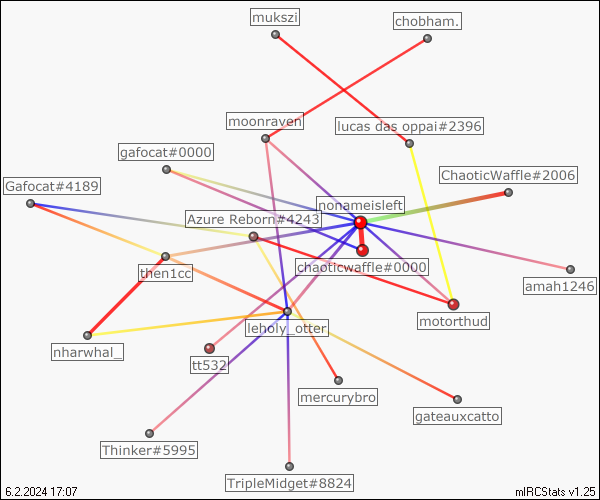 mukszi
chobham.
moonraven
lucas das oppai#2396
gafocat#0000
ChaoticWaffle#2006
Gafocat#4189
nonameisleft
Azure Reborn#4243
chaoticwaffle#0000
then1cc
amah1246
motorthud
leholy_otter
nharwhal_
tt532
mercurybro
gateauxcatto
Thinker#5995
TripleMidget#8824
6.2.2024 17:07
mIRCStats v1.25